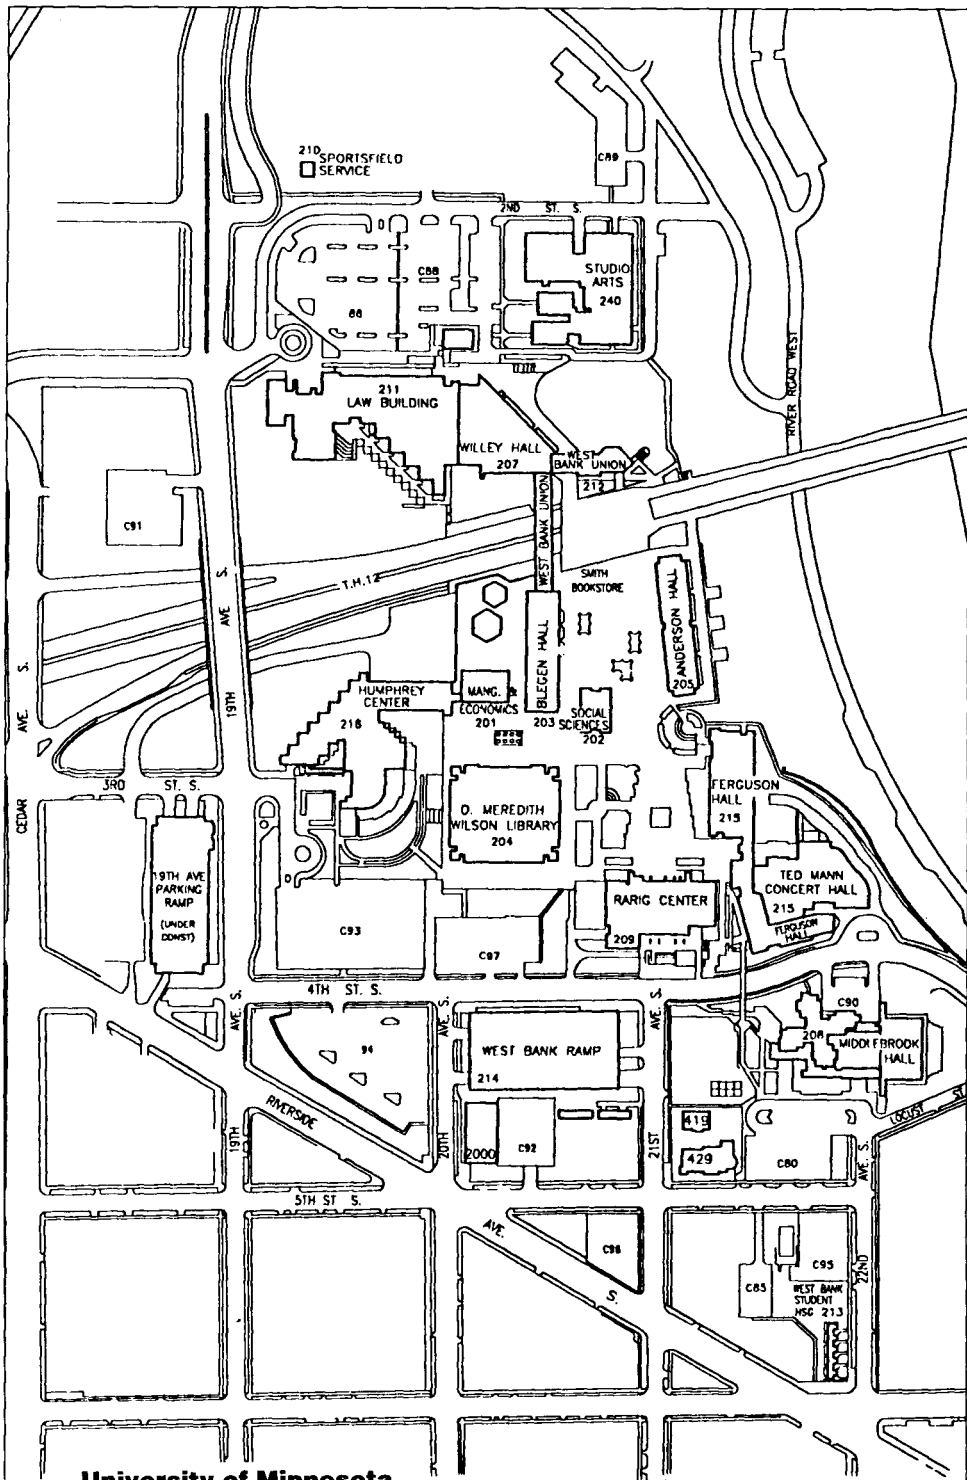 210 SPORTSFIELD
SERVICE
C89
2ND ST. S.
C88
88
STUDIO
ARTS
240
RIVER ROAD WEST
211
LAW BUILDING
WILLEY HALL
207
WEST
BANK UNION
212
C91
WEST BANK UNION
T.H.12
SMITH
BOOKSTORE
19TH AVE S.
CEDAR AVE. S.
ANDERSON HALL
205
BLEGEN HALL
203
HUMPHREY
CENTER
216
MANG. &
ECONOMICS
201
SOCIAL
SCIENCES
202
3RD ST. S.
FERGUSON
HALL
215
O. MEREDITH
WILSON LIBRARY
204
19TH AVE
PARKING
RAMP
(UNDER
CONST)
TED MANN
CONCERT HALL
215
FERGUSON
HALL
RARIG CENTER
209
C93
C97
4TH ST. S.
AVE. S.
AVE. S.
AVE. S.
94
WEST BANK RAMP
214
C90
208
MIDDLEBROOK
HALL
LOCUST ST.
RIVERSIDE
19TH
20TH
2000
C92
21ST
419
429
C80
AVE. S.
5TH ST S.
AVE.
S.
C96
C85
C95
22ND
WEST BANK
STUDENT
HSG 213
University of Minnesota